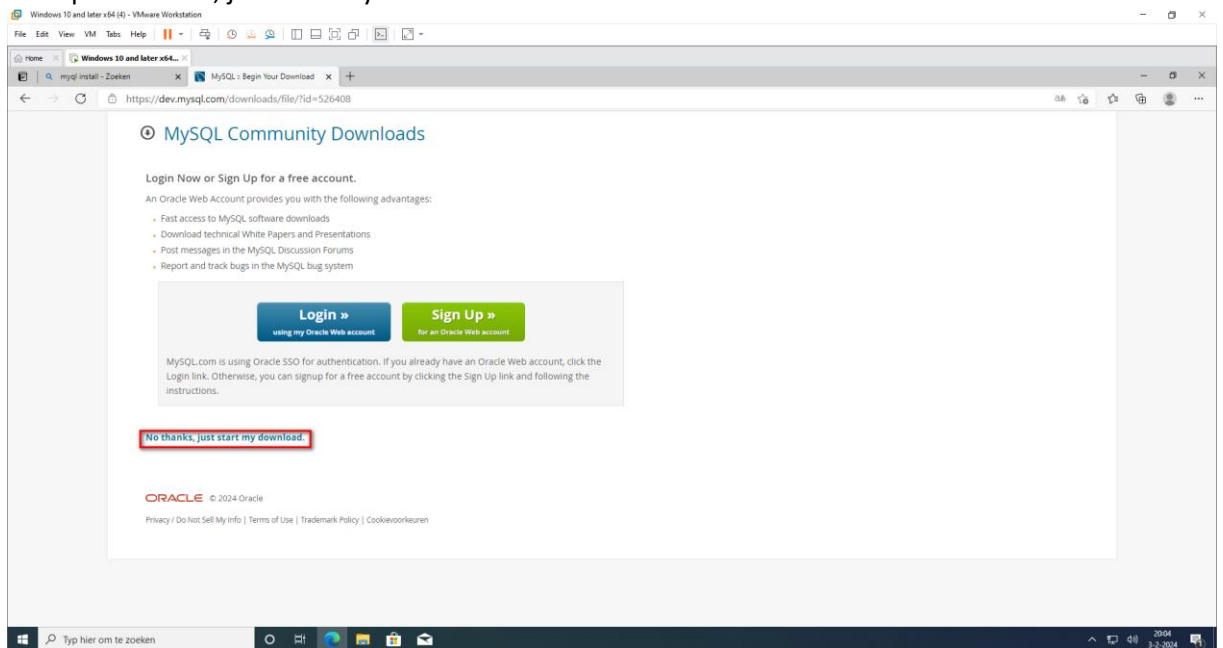 Windows 10 and later x64 (4) - VMware Workstation
File Edit View VM Tabs Help
Home Windows 10 and later x64...
myql install - Zoeken MySQL :: Begin Your Download
https://dev.mysql.com/downloads/file/?id=526408
MySQL Community Downloads
Login Now or Sign Up for a free account.
An Oracle Web Account provides you with the following advantages:
Fast access to MySQL software downloads
Download technical White Papers and Presentations
Post messages in the MySQL Discussion Forums
Report and track bugs in the MySQL bug system
Login » Sign Up »
using my Oracle Web account for an Oracle Web account
MySQL.com is using Oracle SSO for authentication. If you already have an Oracle Web account, click the
Login link. Otherwise, you can signup for a free account by clicking the Sign Up link and following the
instructions.
No thanks, just start my download.
ORACLE © 2024 Oracle
Privacy / Do Not Sell My Info | Terms of Use | Trademark Policy | Cookievoorkeuren
Typ hier om te zoeken
20:04
3-2-2024